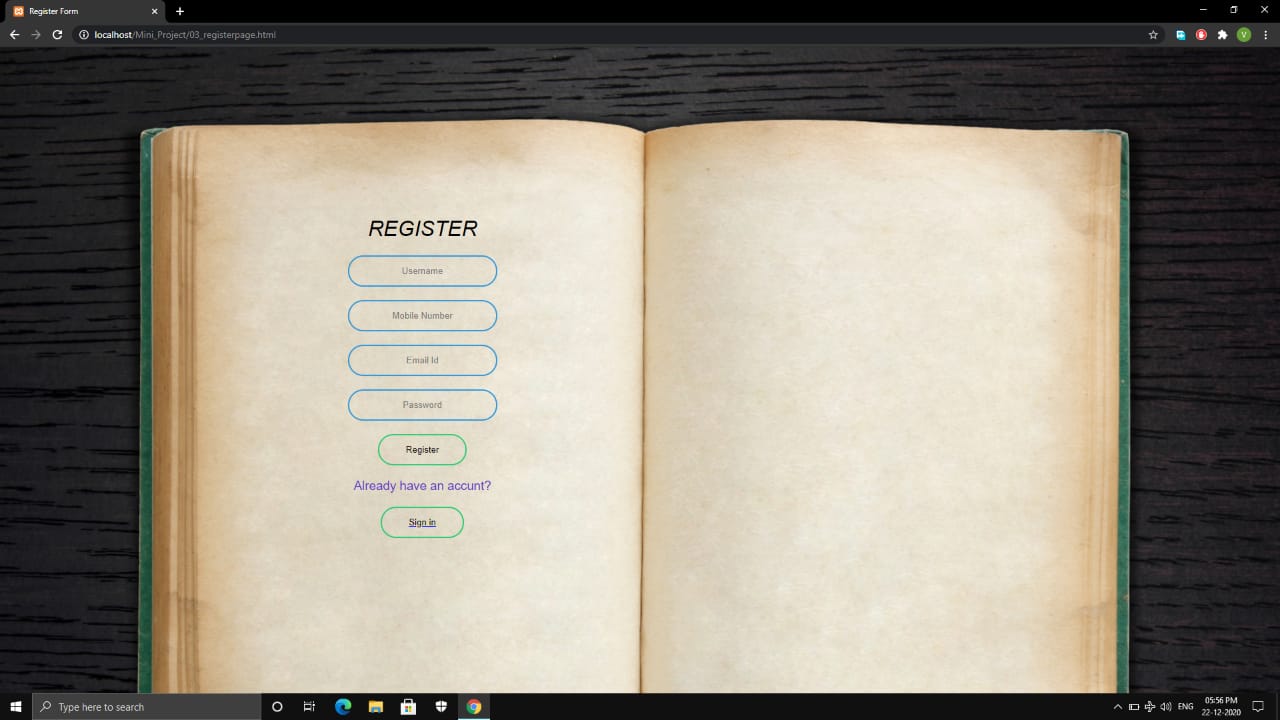 Register Form
localhost/Mini_Project/03_registerpage.html
V
REGISTER
Username
Mobile Number
Email Id
Password
Register
Already have an accunt?
Sign in
Type here to search
ENG
05:56 PM
22-12-2020